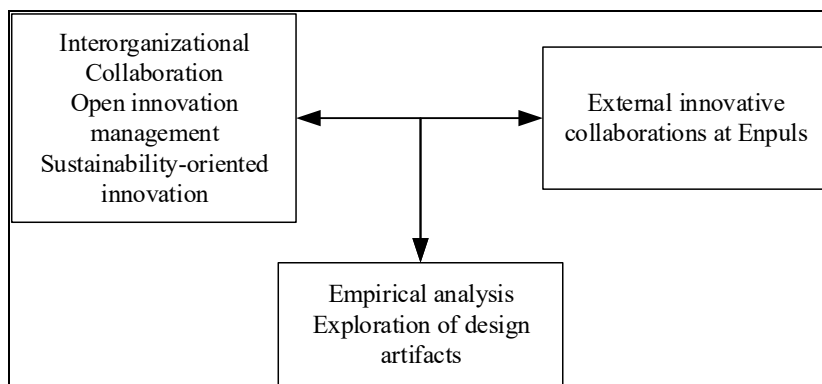 Interorganizational
Collaboration
Open innovation
management
Sustainability-oriented
innovation
External innovative
collaborations at Enpuls
Empirical analysis
Exploration of design
artifacts